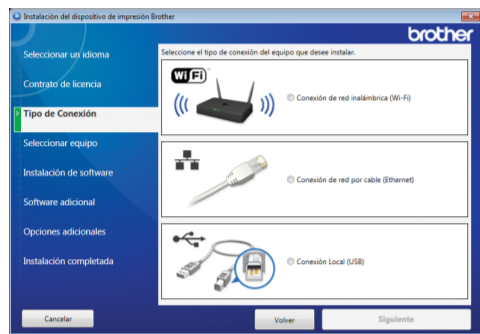 Instalación del dispositivo de impresión Brother
brother
Seleccionar un idioma
Contrato de licencia
Tipo de Conexión
Seleccionar equipo
Instalación de software
Software adicional
Opciones adicionales
Instalación completada
Seleccione el tipo de conexión del equipo que desee instalar.
Wi Fi
Conexión de red inalámbrica (Wi-Fi)
Conexión de red por cable (Ethernet)
Conexión Local (USB)
Cancelar
Volver
Siguiente